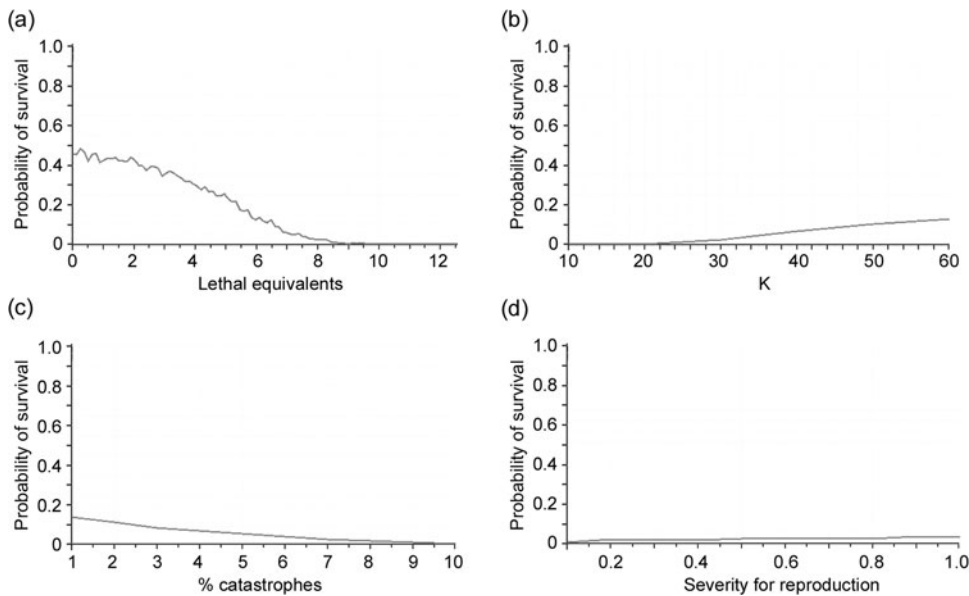 (a)
Probability of survival
1.0
0.8
0.6
0.4
0.2
0
0 2 4 6 8 10 12
Lethal equivalents
(b)
Probability of survival
1.0
0.8
0.6
0.4
0.2
0
10 20 30 40 50 60
K
(c)
Probability of survival
1.0
0.8
0.6
0.4
0.2
0
1 2 3 4 5 6 7 8 9 10
% catastrophes
(d)
Probability of survival
1.0
0.8
0.6
0.4
0.2
0
0.2 0.4 0.6 0.8 1.0
Severity for reproduction